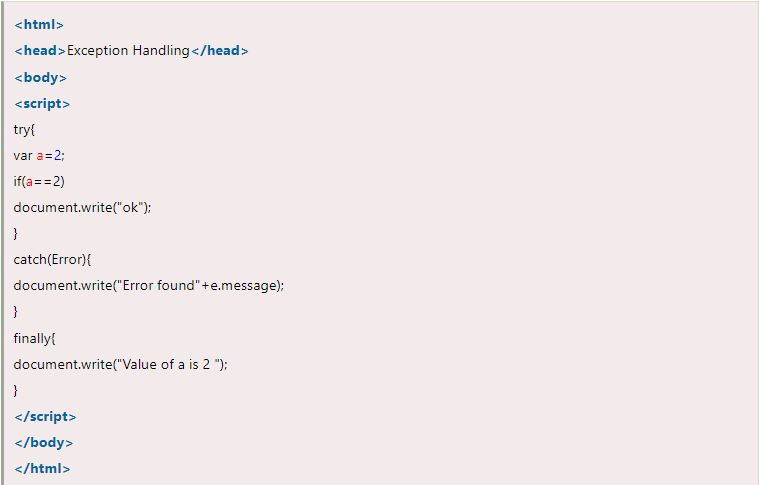 <html>
<head>Exception Handling</head>
<body>
<script>
try{
var a=2;
if(a==2)
document.write("ok");
}
catch(Error){
document.write("Error found"+e.message);
}
finally{
document.write("Value of a is 2 ");
}
</script>
</body>
</html>